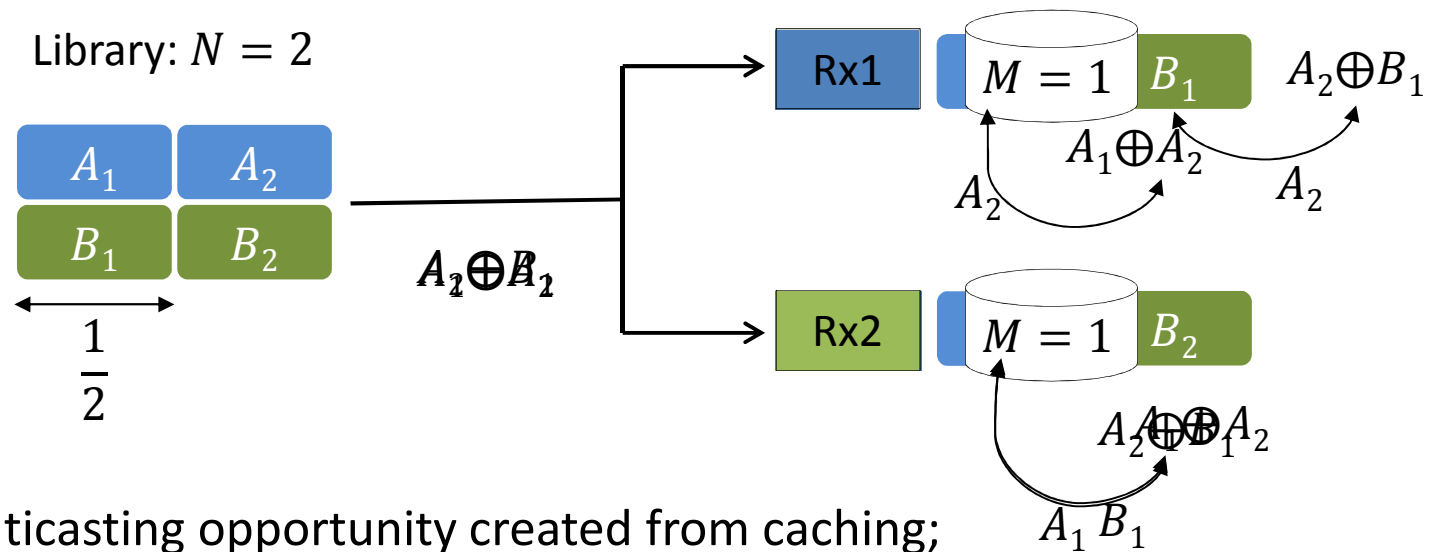 Library: N = 2
A₁ A₂
B₁ B₂
1/2
Rx1
M = 1
B₁
A₂⊕B₁
A₁⊕A₂
A₂
A₂
Rx2
M = 1
B₂
A₁ B₁
ticasting opportunity created from caching;